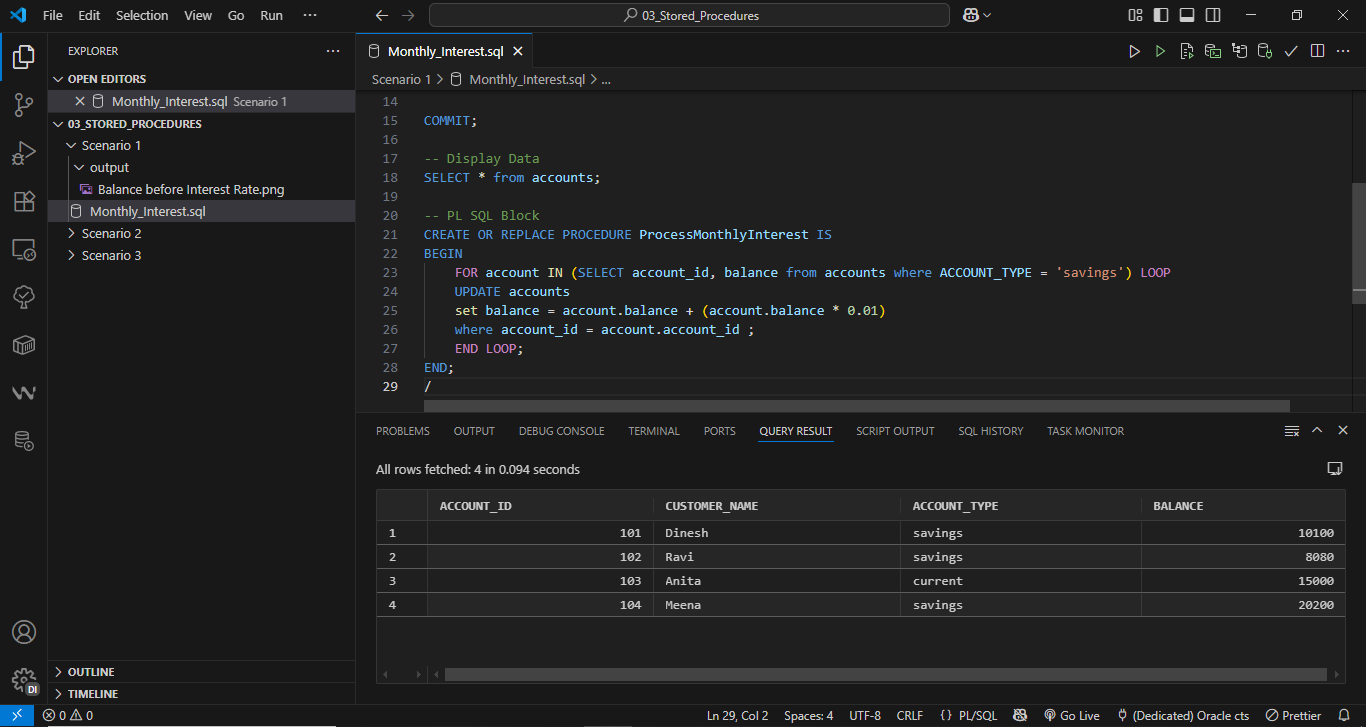 File Edit Selection View Go Run ··· 03_Stored_Procedures
EXPLORER ···
OPEN EDITORS
Monthly_Interest.sql Scenario 1
03_STORED_PROCEDURES
Scenario 1
output
Balance before Interest Rate.png
Monthly_Interest.sql
Scenario 2
Scenario 3
OUTLINE
TIMELINE
DI
Monthly_Interest.sql
Scenario 1 > Monthly_Interest.sql > ...
14
15 COMMIT;
16
17 -- Display Data
18 SELECT * from accounts;
19
20 -- PL SQL Block
21 CREATE OR REPLACE PROCEDURE ProcessMonthlyInterest IS
22 BEGIN
23 FOR account IN (SELECT account_id, balance from accounts where ACCOUNT_TYPE = 'savings') LOOP
24 UPDATE accounts
25 set balance = account.balance + (account.balance * 0.01)
26 where account_id = account.account_id ;
27 END LOOP;
28 END;
29 /
PROBLEMS OUTPUT DEBUG CONSOLE TERMINAL PORTS QUERY RESULT SCRIPT OUTPUT SQL HISTORY TASK MONITOR
All rows fetched: 4 in 0.094 seconds
ACCOUNT_ID CUSTOMER_NAME ACCOUNT_TYPE BALANCE
1 101 Dinesh savings 10100
2 102 Ravi savings 8080
3 103 Anita current 15000
4 104 Meena savings 20200
0 0 Ln 29, Col 2 Spaces: 4 UTF-8 CRLF {} PL/SQL Go Live (Dedicated) Oracle cts Prettier